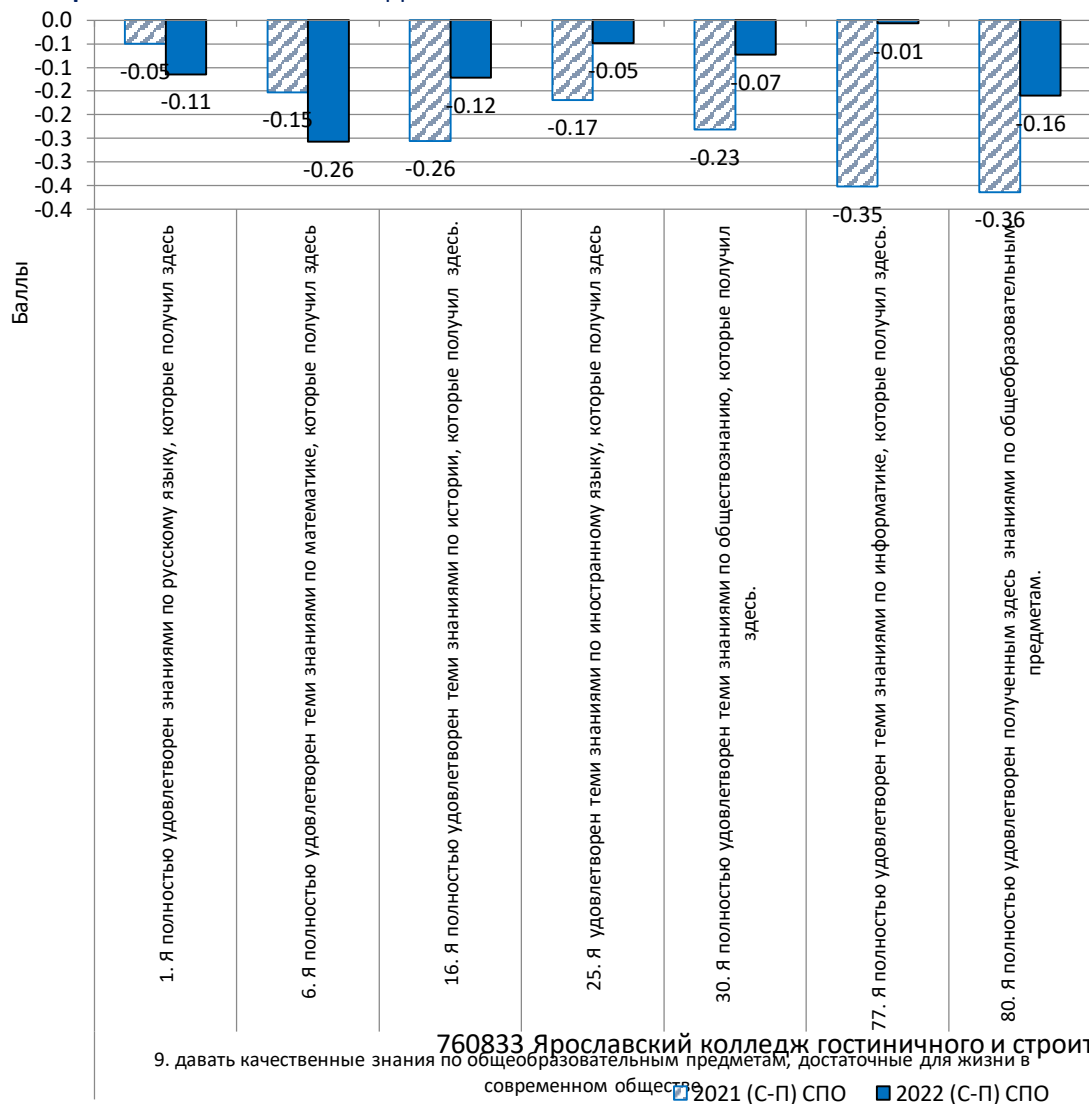 0.0
-0.1
-0.1
-0.2
-0.2
-0.3
-0.3
-0.4
-0.4
-0.05
-0.11
-0.15
-0.26
-0.26
-0.12
-0.17
-0.05
-0.23
-0.07
-0.35
-0.01
-0.36
-0.16
Баллы
1. Я полностью удовлетворен знаниями по русскому языку, которые получил здесь
6. Я полностью удовлетворен теми знаниями по математике, которые получил здесь
16. Я полностью удовлетворен теми знаниями по истории, которые получил здесь.
25. Я удовлетворен теми знаниями по иностранному языку, которые получил здесь
30. Я полностью удовлетворен теми знаниями по обществознанию, которые получил
здесь.
77. Я полностью удовлетворен теми знаниями по информатике, которые получил здесь.
80. Я полностью удовлетворен полученным здесь знаниями по общеобразовательным
предметам.
760833 Ярославский колледж гостиничного и строит
9. давать качественные знания по общеобразовательным предметам, достаточные для жизни в
современном обществе
2021 (С-П) СПО 2022 (С-П) СПО